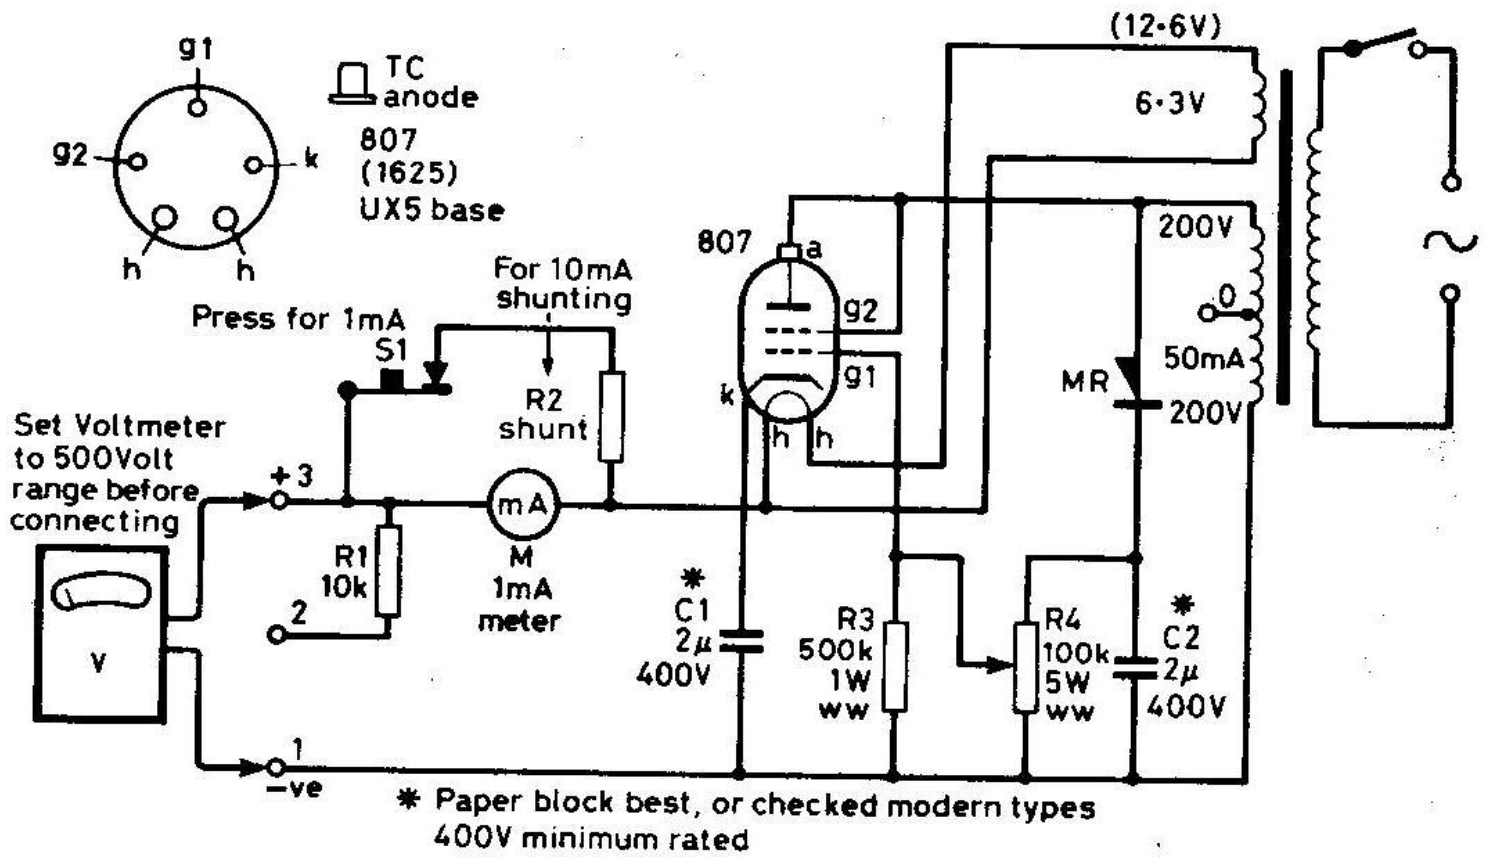 g1
TC
anode
g2
k
807
(1625)
UX5 base
h
h
(12·6V)
6·3V
200V
0
50mA
200V
807
a
g2
g1
k
h
h
MR
For 10mA
shunting
Press for 1mA
S1
R2
shunt
Set Voltmeter
to 500Volt
range before
connecting
+3
mA
M
1mA
meter
R1
10k
2
V
✱
C1
2μ
400V
R3
500k
1W
ww
R4
100k
5W
ww
✱
C2
2μ
400V
1
-ve
✱ Paper block best, or checked modern types
400V minimum rated